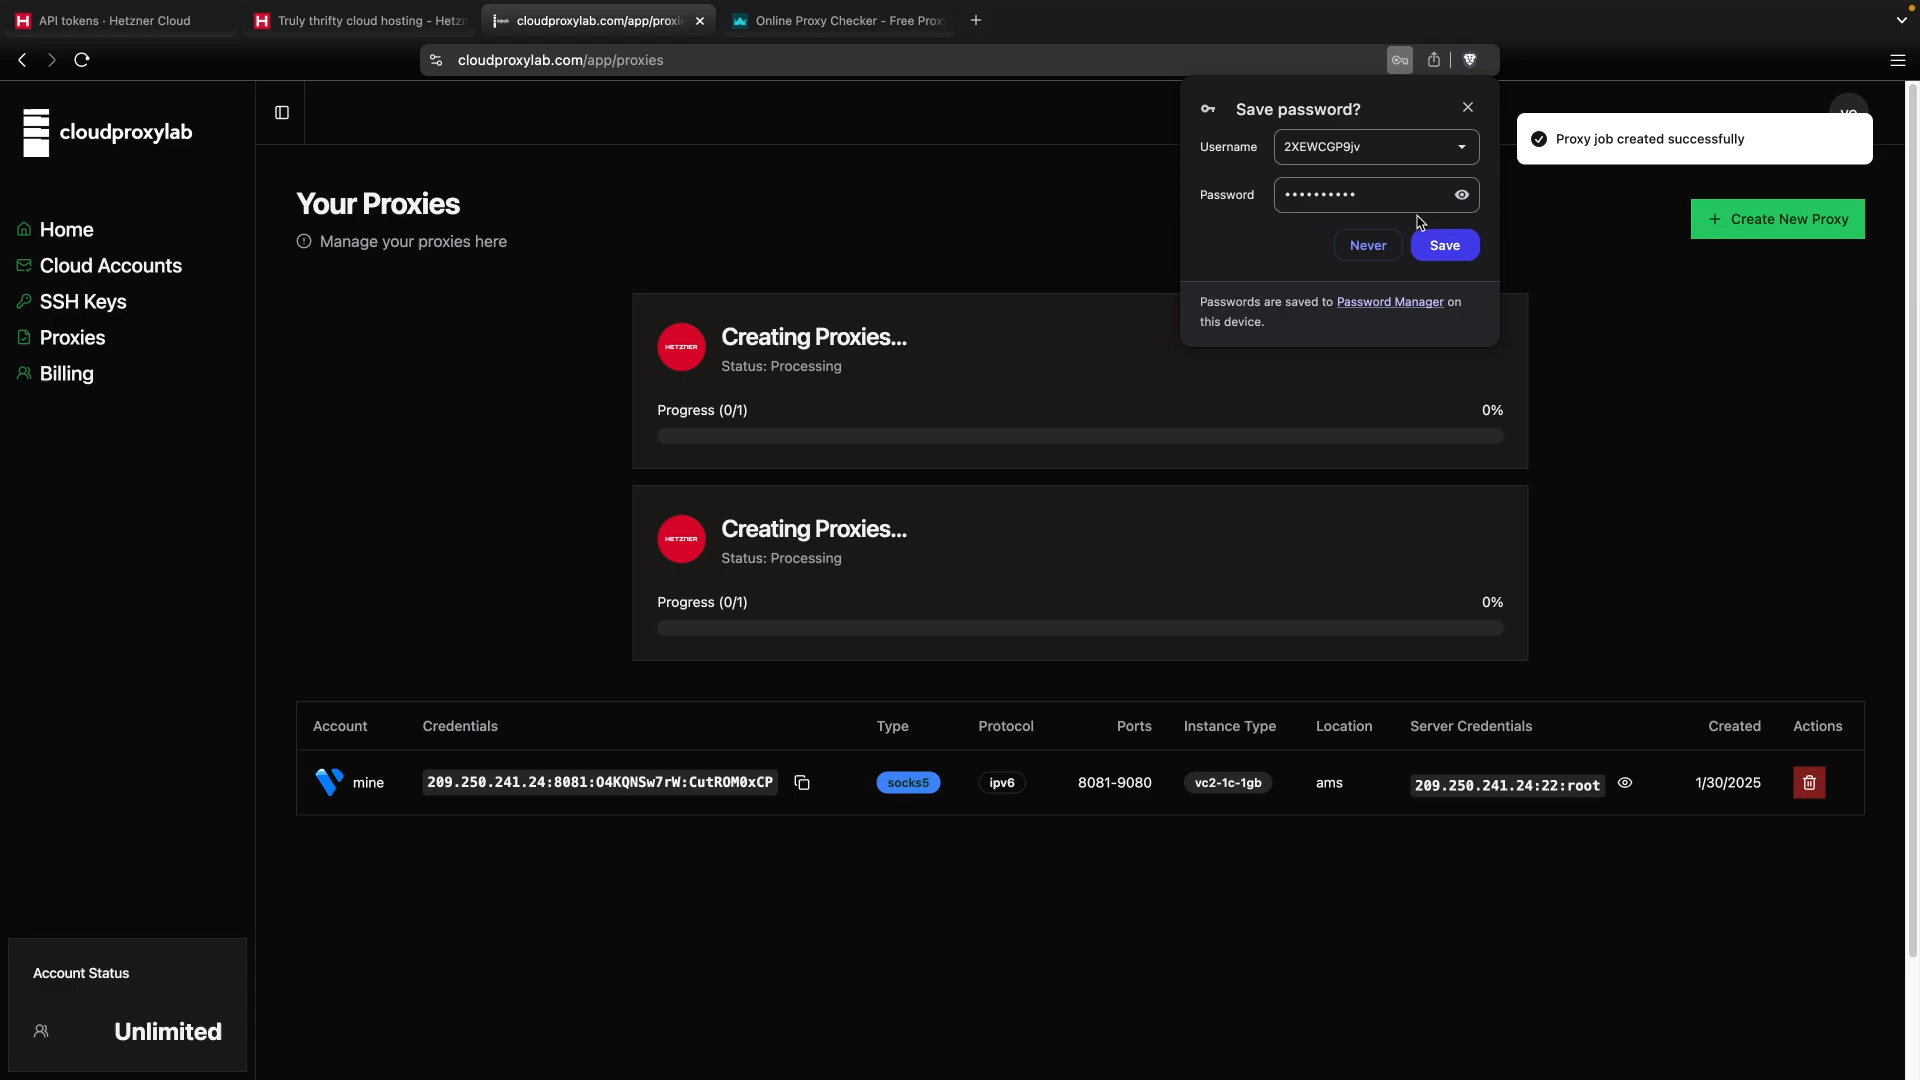 API tokens · Hetzner Cloud
Truly thrifty cloud hosting - Hetz
cloudproxylab.com/app/proxi
Online Proxy Checker - Free Prox
cloudproxylab.com/app/proxies
cloudproxylab
Home
Cloud Accounts
SSH Keys
Proxies
Billing
Account Status
Unlimited
Your Proxies
Manage your proxies here
Save password?
Username 2XEWCGP9jv
Password ••••••••••
Never Save
Passwords are saved to Password Manager on
this device.
Proxy job created successfully
+ Create New Proxy
HETZNER
Creating Proxies...
Status: Processing
Progress (0/1) 0%
HETZNER
Creating Proxies...
Status: Processing
Progress (0/1) 0%
Account Credentials Type Protocol Ports Instance Type Location Server Credentials Created Actions
mine 209.250.241.24:8081:O4KQNSw7rW:CutROM0xCP socks5 ipv6 8081-9080 vc2-1c-1gb ams 209.250.241.24:22:root 1/30/2025